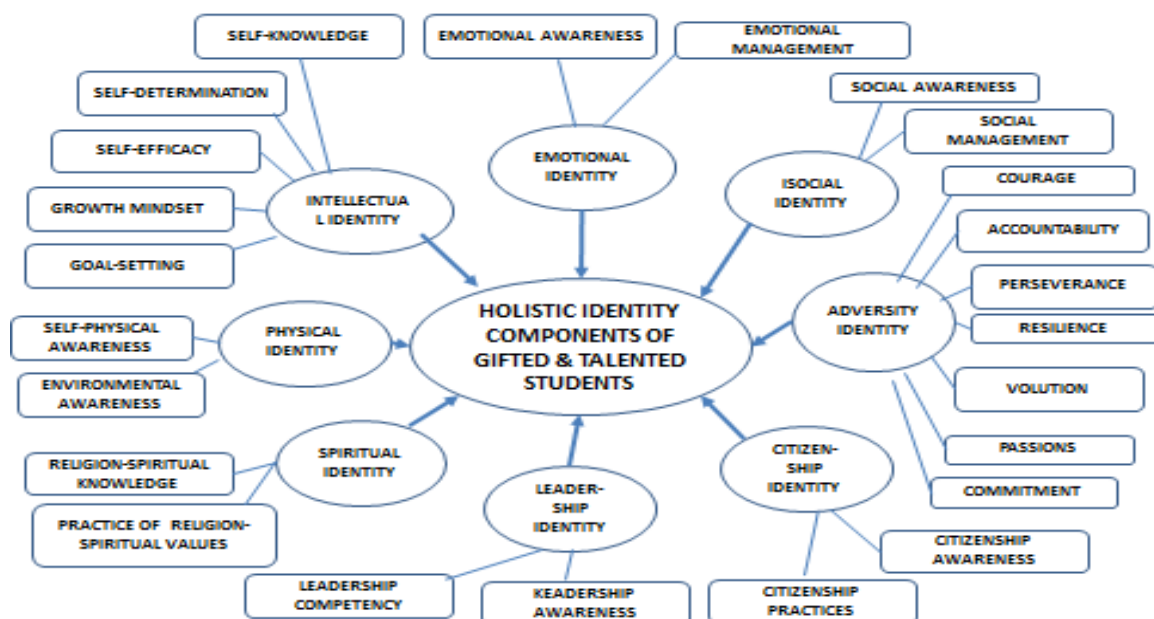 SELF-KNOWLEDGE
EMOTIONAL AWARENESS
EMOTIONAL
MANAGEMENT
SELF-DETERMINATION
SOCIAL AWARENESS
SOCIAL
MANAGEMENT
SELF-EFFICACY
EMOTIONAL
IDENTITY
ISOCIAL
IDENTITY
COURAGE
GROWTH MINDSET
INTELLECTUA
L IDENTITY
ACCOUNTABILITY
GOAL-SETTING
PERSEVERANCE
HOLISTIC IDENTITY
COMPONENTS OF
GIFTED & TALENTED
STUDENTS
ADVERSITY
IDENTITY
RESILIENCE
SELF-PHYSICAL
AWARENESS
PHYSICAL
IDENTITY
ENVIRONMENTAL
AWARENESS
VOLUTION
PASSIONS
SPIRITUAL
IDENTITY
CITIZEN-
SHIP
IDENTITY
RELIGION-SPIRITUAL
KNOWLEDGE
LEADER-
SHIP
IDENTITY
COMMITMENT
PRACTICE OF RELIGION-
SPIRITUAL VALUES
CITIZENSHIP
AWARENESS
LEADERSHIP
COMPETENCY
KEADERSHIP
AWARENESS
CITIZENSHIP
PRACTICES